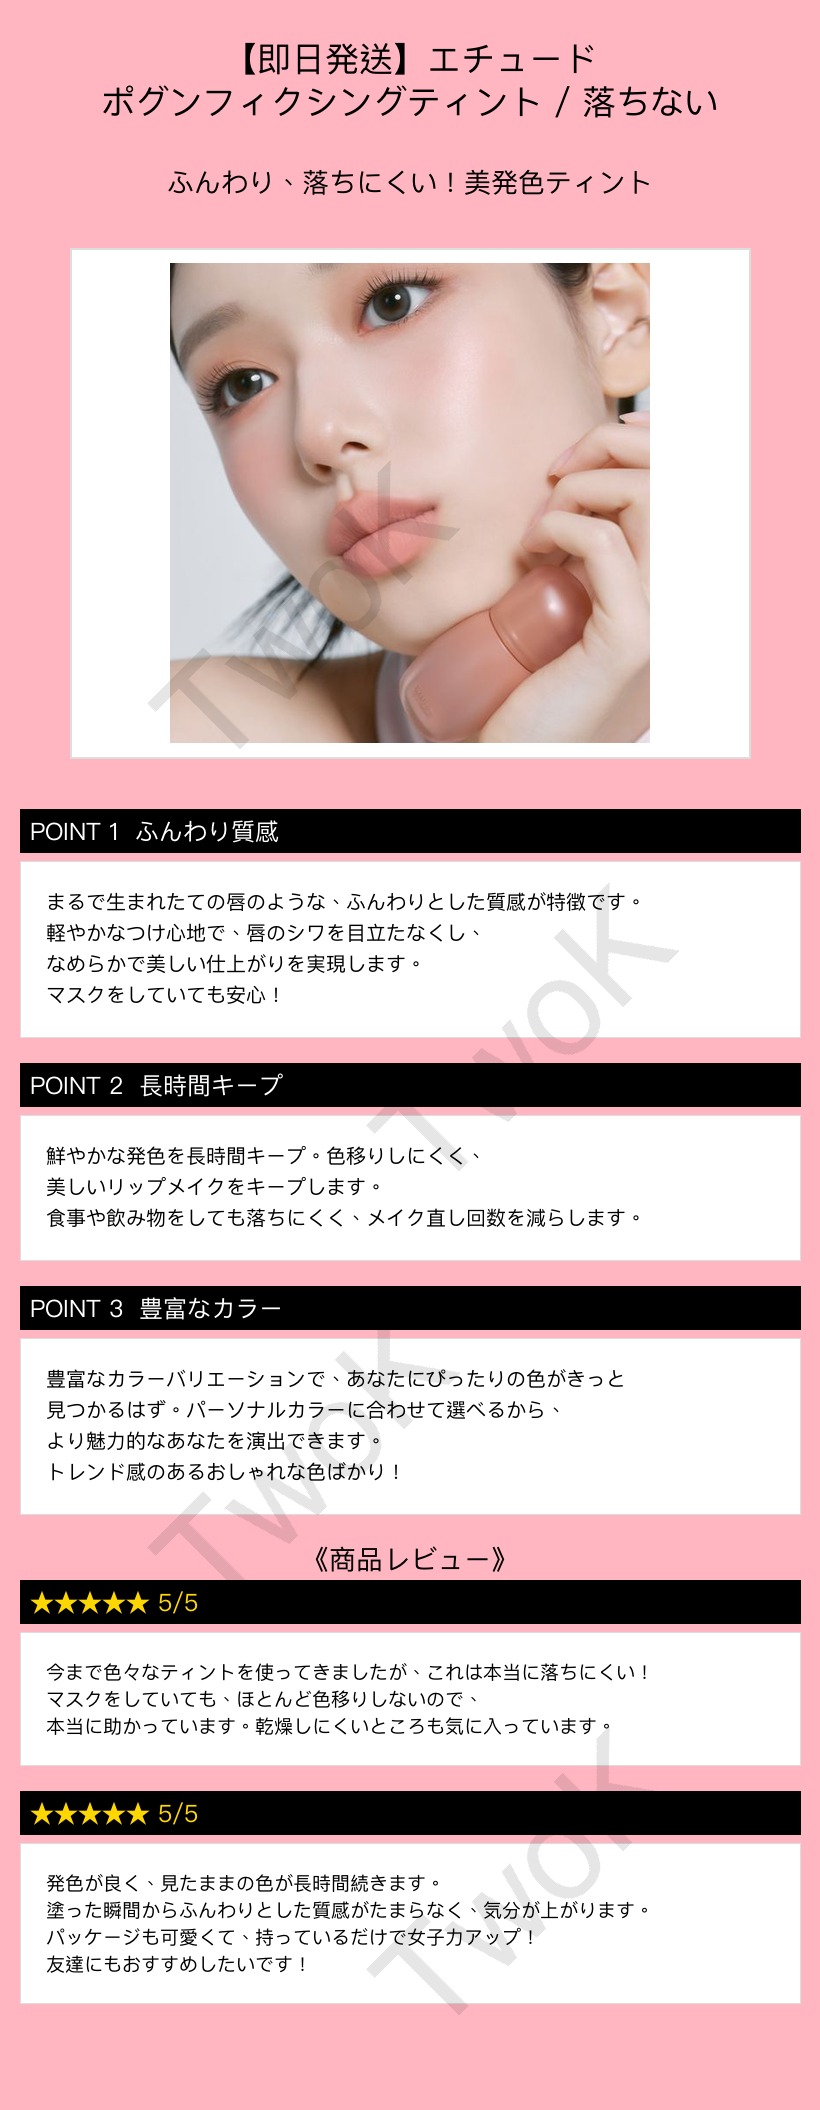 【即日発送】エチュード
ポグンフィクシングティント / 落ちない
ふんわり、落ちにくい！美発色ティント
TwoK
POINT 1 ふんわり質感
まるで生まれたての唇のような、ふんわりとした質感が特徴です。
軽やかなつけ心地で、唇のシワを目立たなくし、
なめらかで美しい仕上がりを実現します。
マスクをしていても安心！
TwoK
POINT 2 長時間キープ
鮮やかな発色を長時間キープ。色移りしにくく、
美しいリップメイクをキープします。
食事や飲み物をしても落ちにくく、メイク直し回数を減らします。
POINT 3 豊富なカラー
豊富なカラーバリエーションで、あなたにぴったりの色がきっと
見つかるはず。パーソナルカラーに合わせて選べるから、
より魅力的なあなたを演出できます。
トレンド感のあるおしゃれな色ばかり！
TwoK
《商品レビュー》
★★★★★ 5/5
今まで色々なティントを使ってきましたが、これは本当に落ちにくい！
マスクをしていても、ほとんど色移りしないので、
本当に助かっています。乾燥しにくいところも気に入っています。
★★★★★ 5/5
発色が良く、見たままの色が長時間続きます。
塗った瞬間からふんわりとした質感がたまらなく、気分が上がります。
パッケージも可愛くて、持っているだけで女子力アップ！
友達にもおすすめしたいです！
TwoK